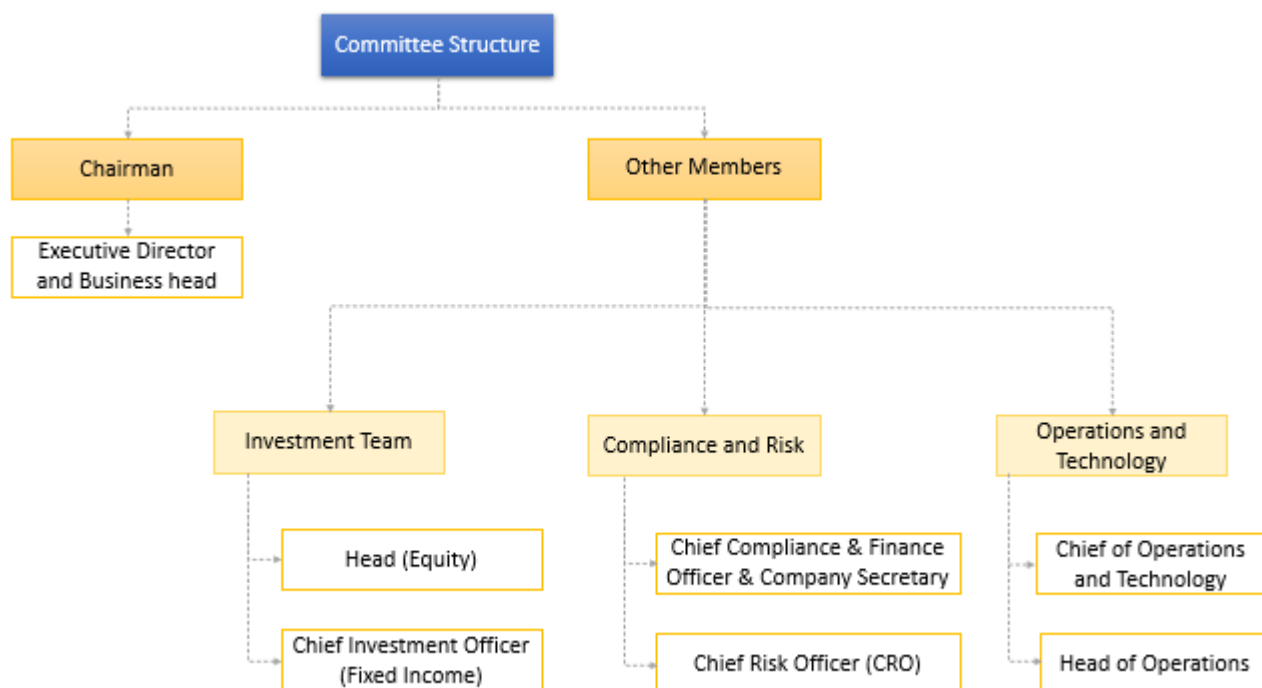 Committee Structure
Chairman
Other Members
Executive Director
and Business head
Investment Team
Compliance and Risk
Operations and
Technology
Head (Equity)
Chief Compliance & Finance
Officer & Company Secretary
Chief of Operations
and Technology
Chief Investment Officer
(Fixed Income)
Chief Risk Officer (CRO)
Head of Operations